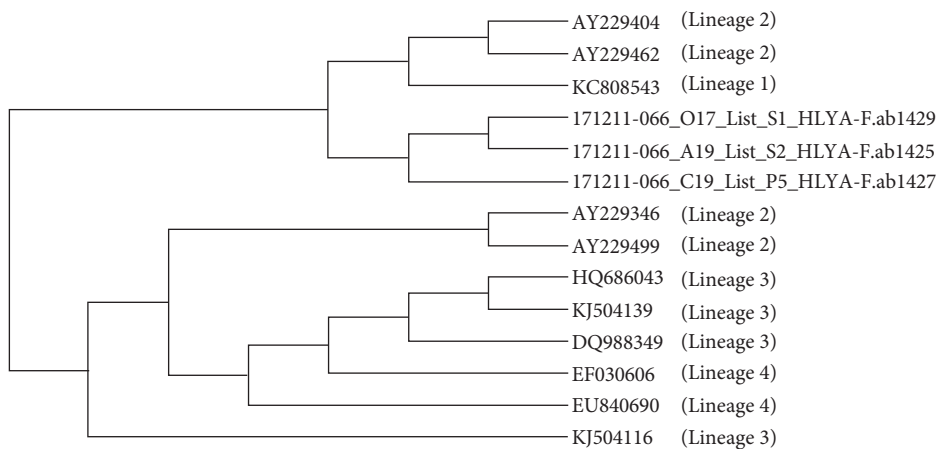 AY229404 (Lineage 2)
AY229462 (Lineage 2)
KC808543 (Lineage 1)
171211-066_O17_List_S1_HLYA-F.ab1429
171211-066_A19_List_S2_HLYA-F.ab1425
171211-066_C19_List_P5_HLYA-F.ab1427
AY229346 (Lineage 2)
AY229499 (Lineage 2)
HQ686043 (Lineage 3)
KJ504139 (Lineage 3)
DQ988349 (Lineage 3)
EF030606 (Lineage 4)
EU840690 (Lineage 4)
KJ504116 (Lineage 3)